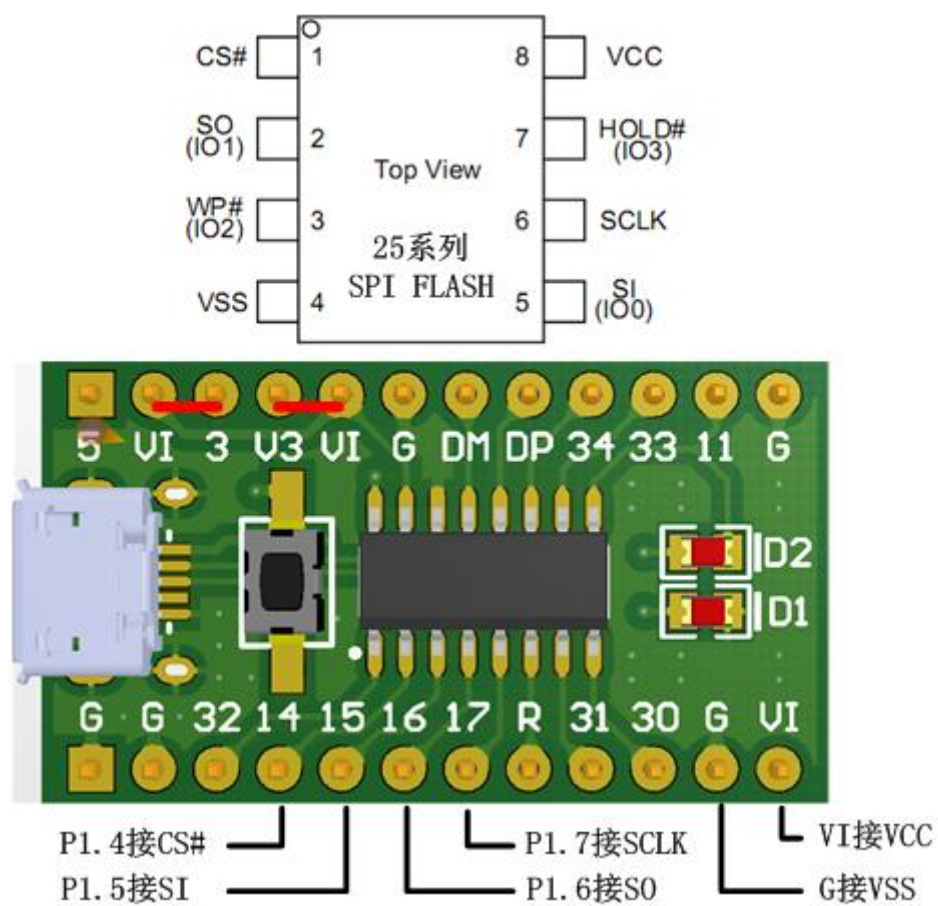 CS# 1 8 VCC
SO 2 7 HOLD#
(IO1) (IO3)
Top View
WP# 3 6 SCLK
(IO2)
25系列
SPI FLASH
VSS 4 5 SI
(IO0)
5 VI 3 V3 VI G DM DP 34 33 11 G
D2
D1
G G 32 14 15 16 17 R 31 30 G VI
P1.4接CS# P1.7接SCLK VI接VCC
P1.5接SI P1.6接SO G接VSS